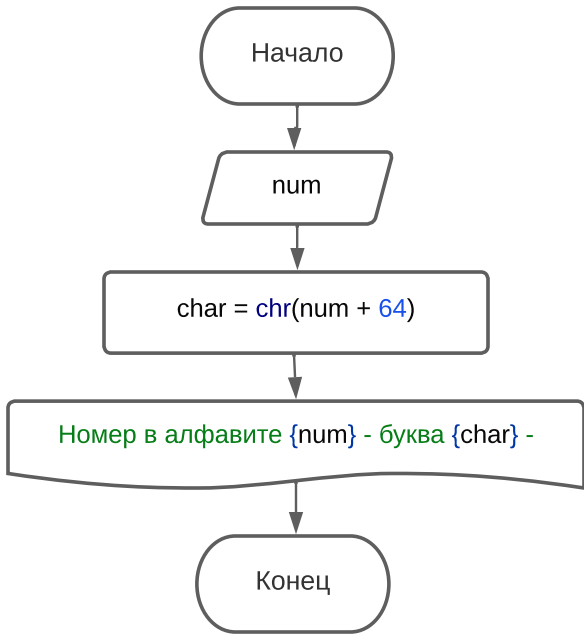 Начало
num
char = chr(num + 64)
Номер в алфавите {num} - буква {char} -
Конец